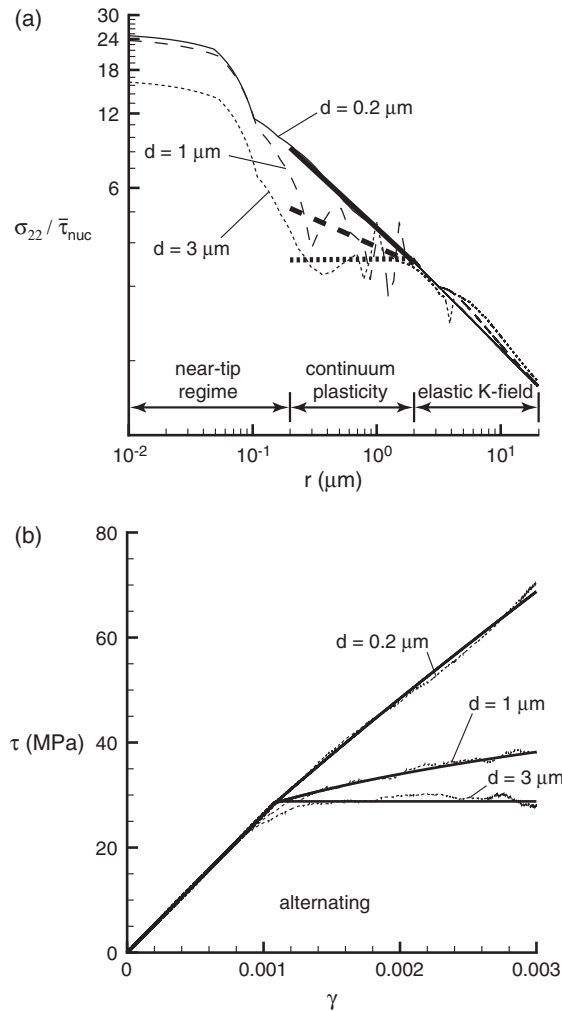 (a)
30
24
18
12
6
σ22 / τ̄nuc
d = 0.2 μm
d = 1 μm
d = 3 μm
near-tip regime
continuum plasticity
elastic K-field
10-2
10-1
100
101
r (μm)
(b)
80
60
40
20
0
τ (MPa)
d = 0.2 μm
d = 1 μm
d = 3 μm
alternating
0
0.001
0.002
0.003
γ